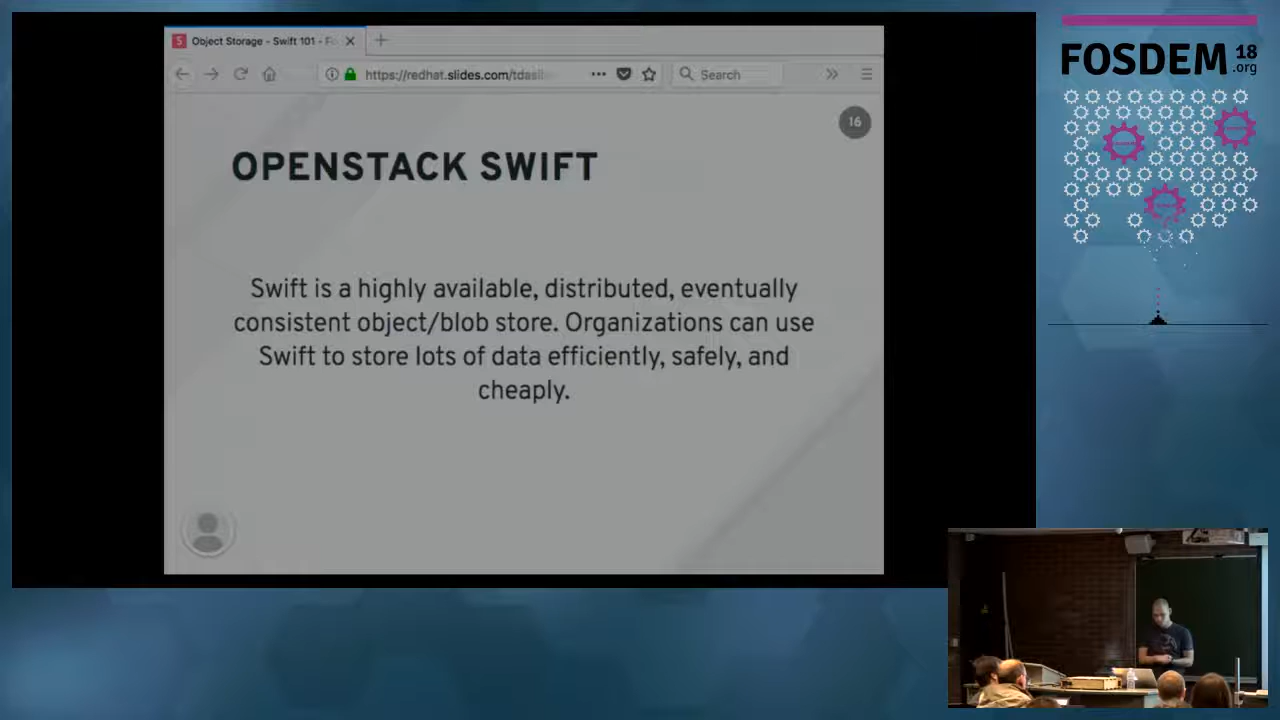 Object Storage - Swift 101 - F
https://redhat.slides.com/tdasil
Search
16
OPENSTACK SWIFT
Swift is a highly available, distributed, eventually
consistent object/blob store. Organizations can use
Swift to store lots of data efficiently, safely, and
cheaply.
FOSDEM 18
.org